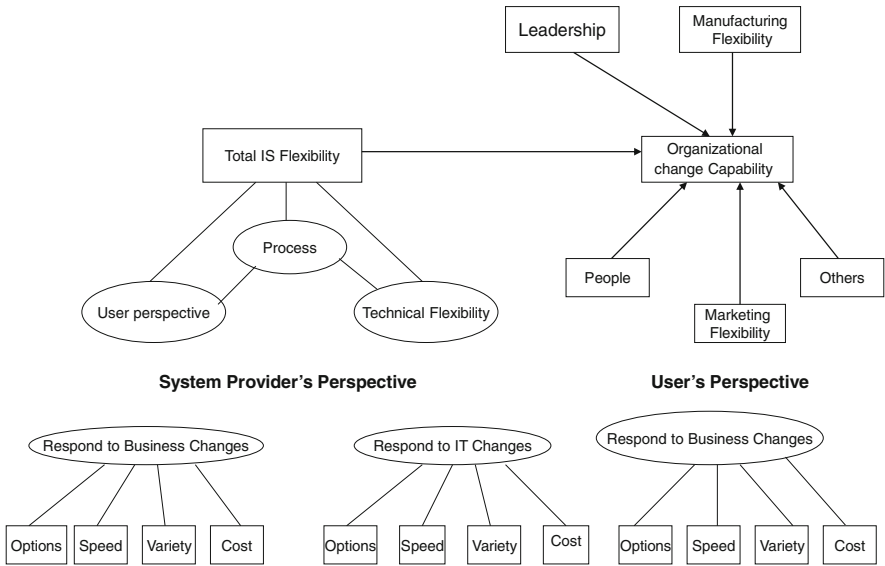 Leadership
Manufacturing
Flexibility
Total IS Flexibility
Organizational
change Capability
Process
People
Others
User perspective
Technical Flexibility
Marketing
Flexibility
System Provider's Perspective
User's Perspective
Respond to Business Changes
Respond to IT Changes
Respond to Business Changes
Options
Speed
Variety
Cost
Options
Speed
Variety
Cost
Options
Speed
Variety
Cost